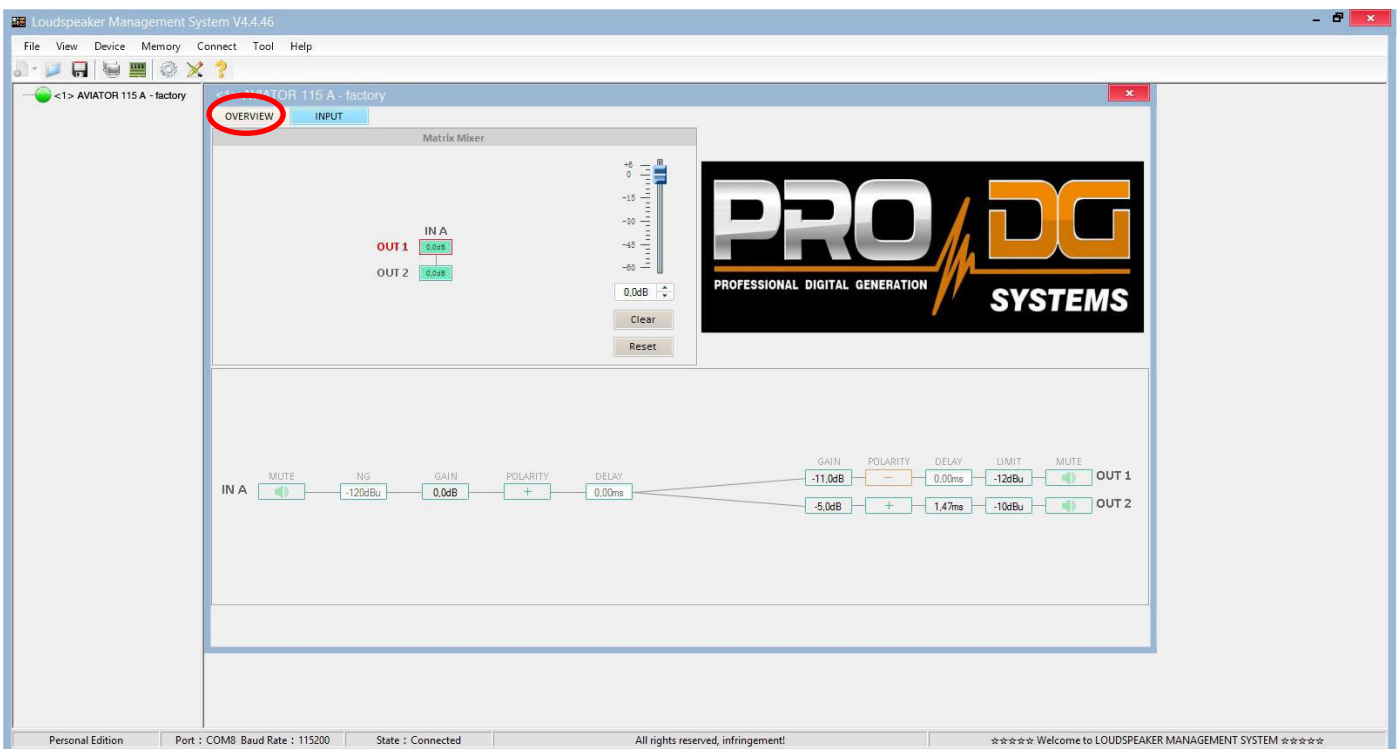 Loudspeaker Management System V4.4.46
File View Device Memory Connect Tool Help
<1> AVIATOR 115 A - factory
<1> AVIATOR 115 A - factory
OVERVIEW INPUT
Matrix Mixer
+6
0
-15
-30
-45
-60
IN A
OUT 1 0,0dB
OUT 2 0,0dB
0,0dB
Clear
Reset
PRO DG
PROFESSIONAL DIGITAL GENERATION
SYSTEMS
GAIN POLARITY DELAY LIMIT MUTE
-11,0dB - 0,00ms -12dBu OUT 1
MUTE NG GAIN POLARITY DELAY
IN A -120dBu 0,0dB + 0,00ms
-5,0dB + 1,47ms -10dBu OUT 2
Personal Edition Port : COM8 Baud Rate : 115200 State : Connected All rights reserved, infringement! ☆☆☆☆☆ Welcome to LOUDSPEAKER MANAGEMENT SYSTEM ☆☆☆☆☆